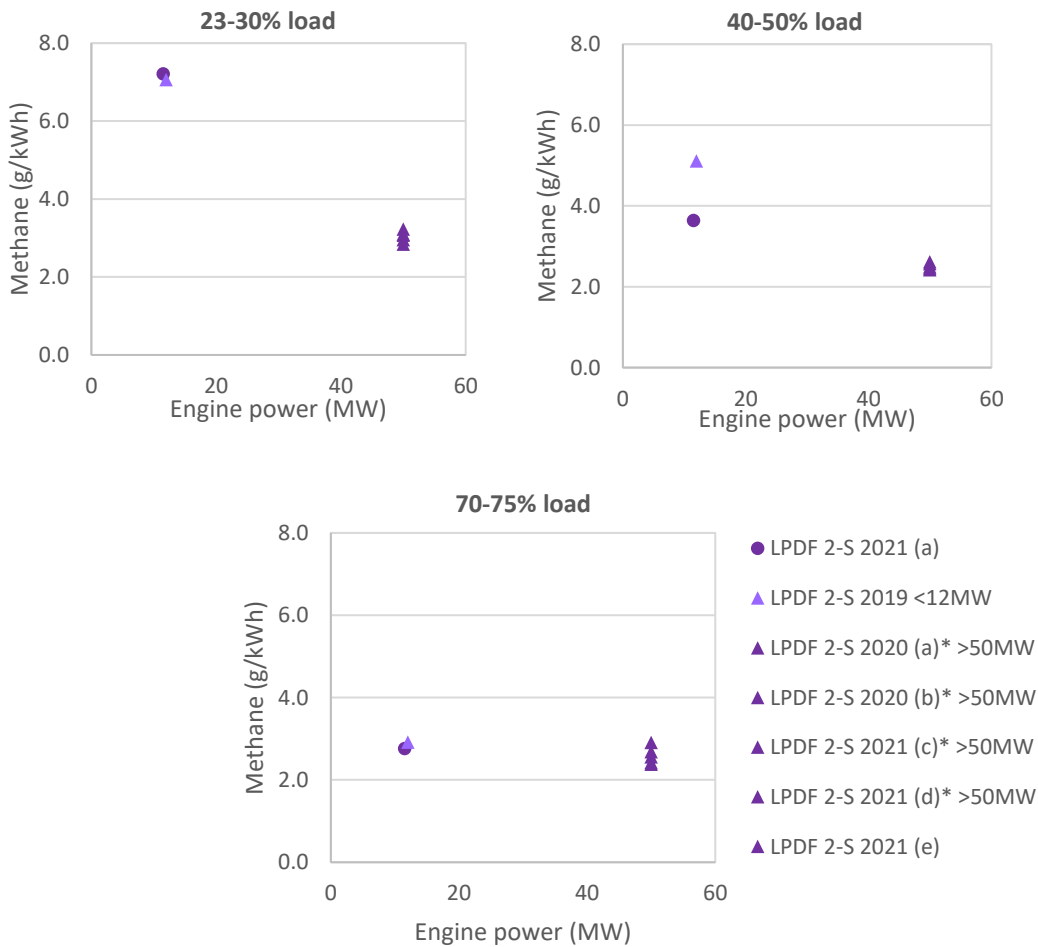 23-30% load
8.0
6.0
4.0
2.0
0.0
0
20
40
60
Methane (g/kWh)
Engine power (MW)
40-50% load
8.0
6.0
4.0
2.0
0.0
0
20
40
60
Methane (g/kWh)
Engine power (MW)
70-75% load
8.0
6.0
4.0
2.0
0.0
0
20
40
60
Methane (g/kWh)
Engine power (MW)
LPDF 2-S 2021 (a)
LPDF 2-S 2019 <12MW
LPDF 2-S 2020 (a)* >50MW
LPDF 2-S 2020 (b)* >50MW
LPDF 2-S 2021 (c)* >50MW
LPDF 2-S 2021 (d)* >50MW
LPDF 2-S 2021 (e)